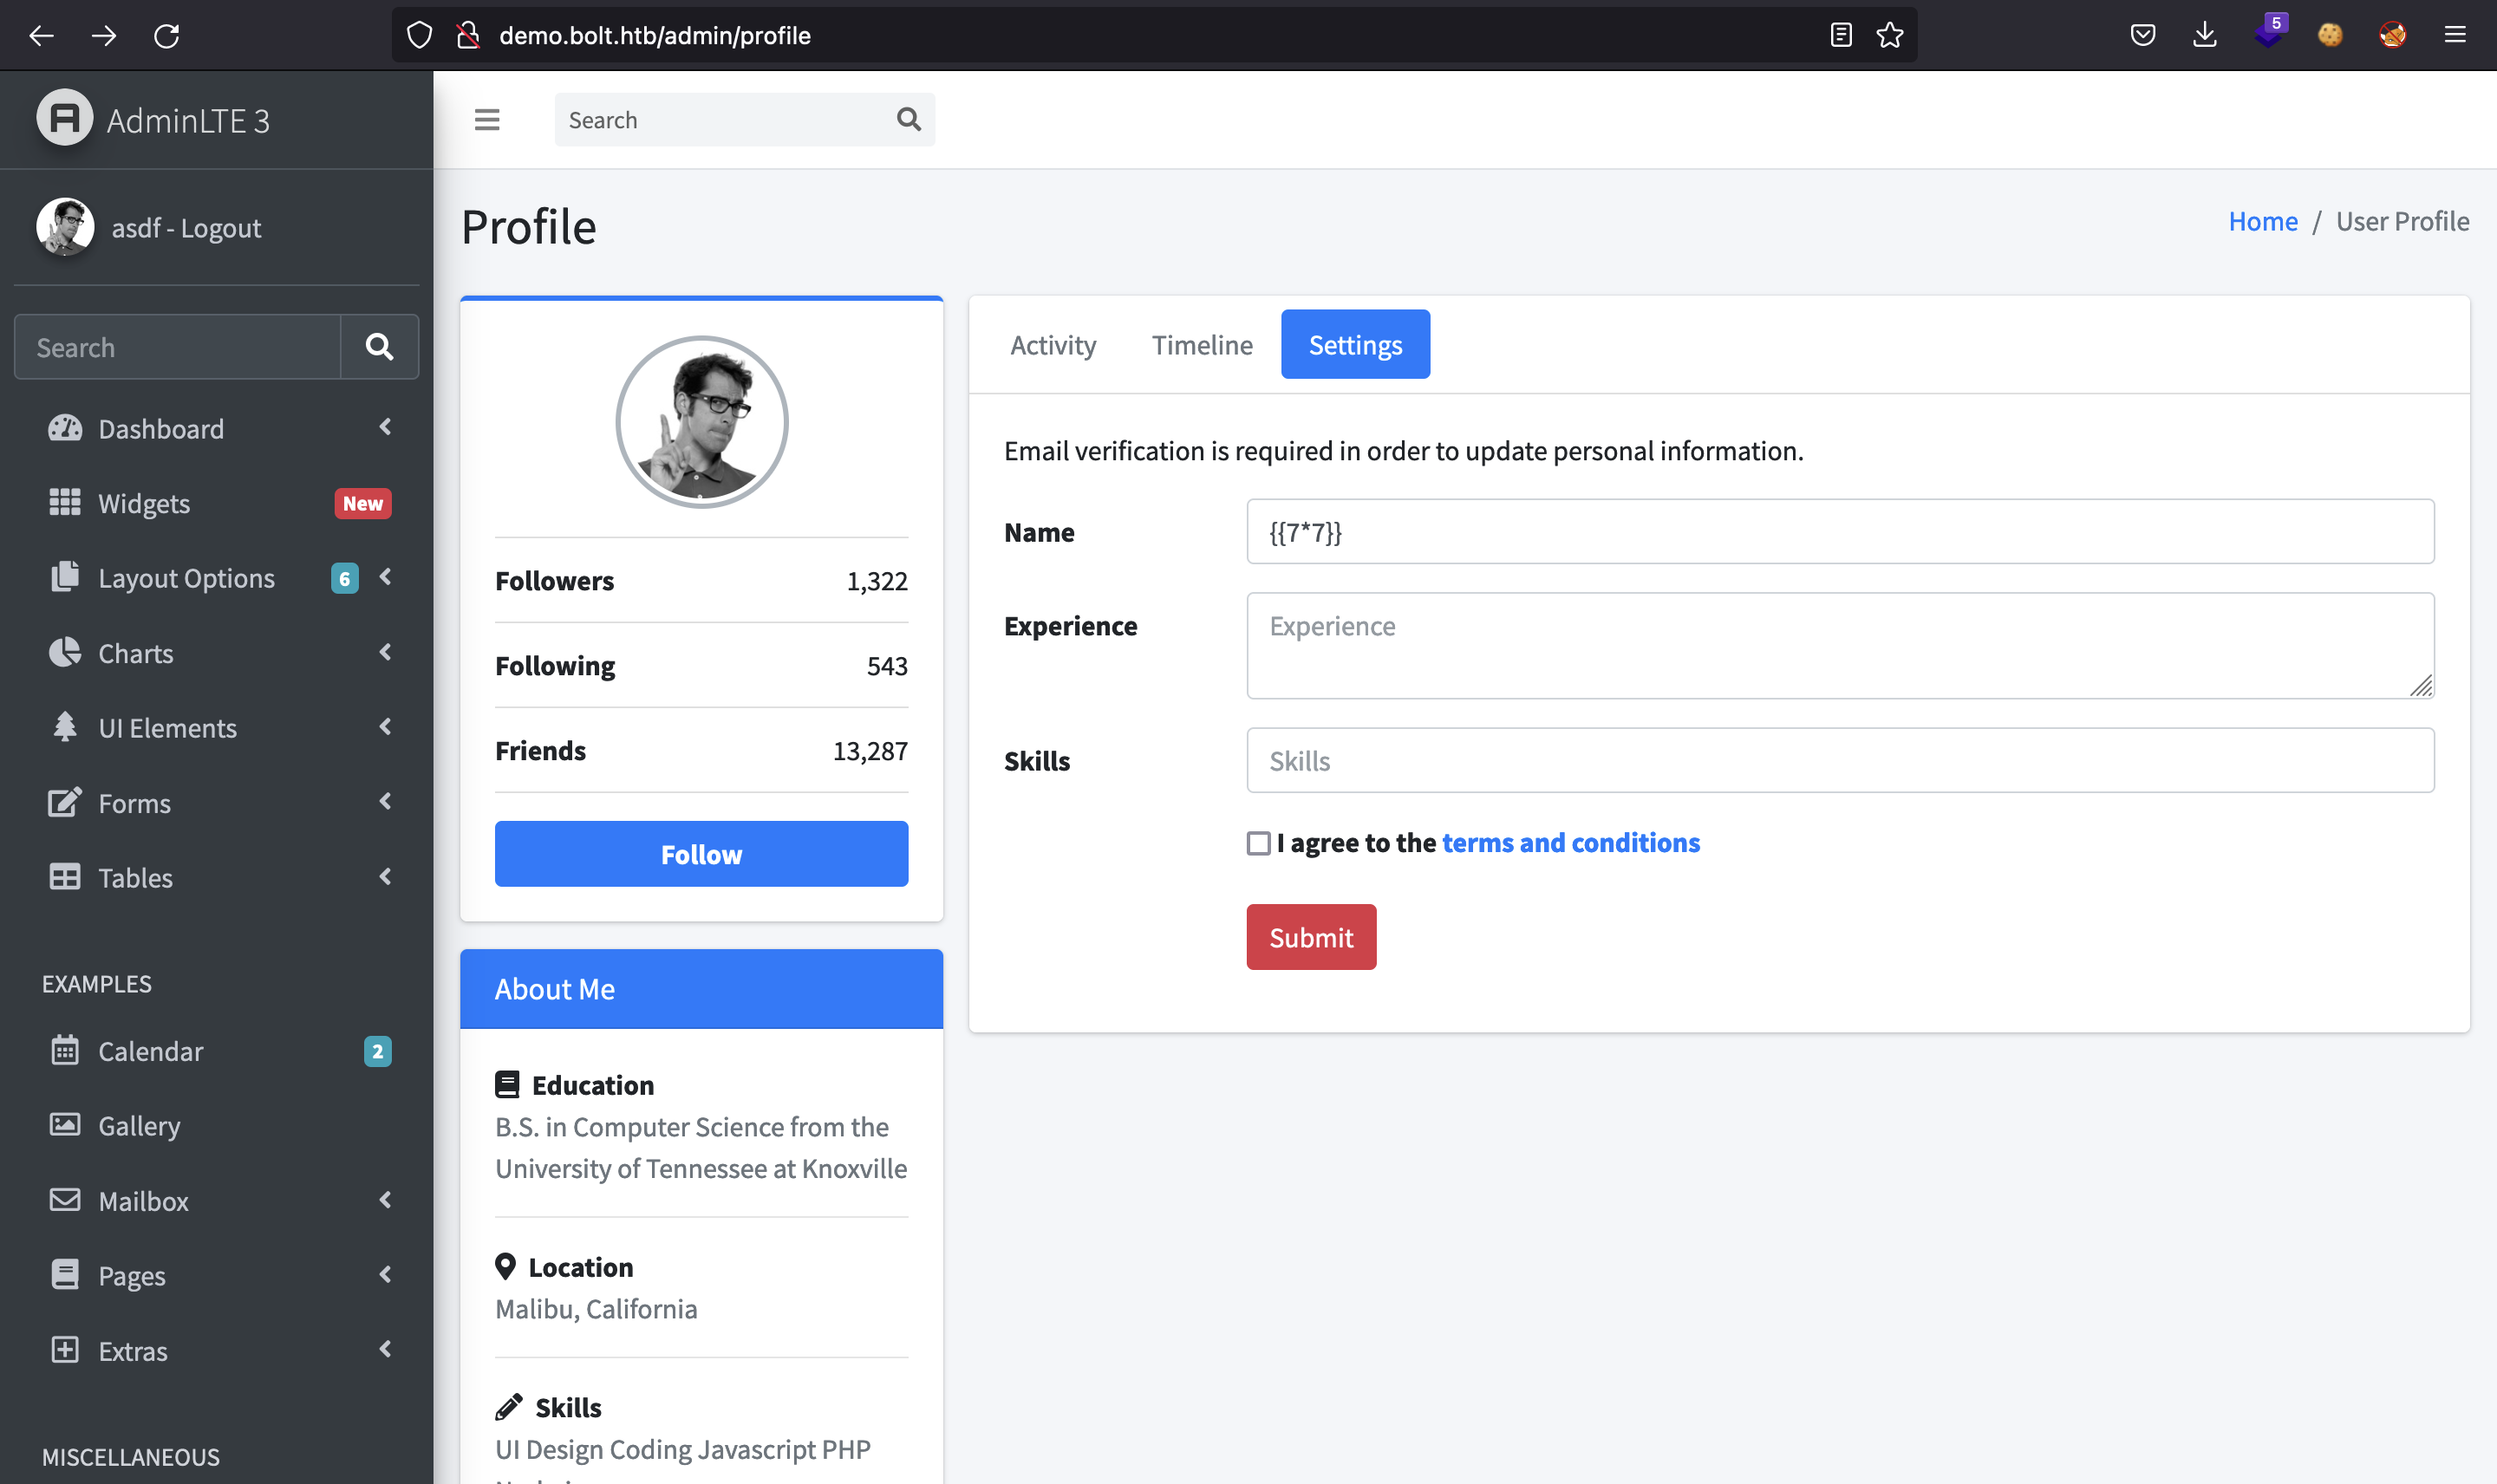 demo.bolt.htb/admin/profile
5
AdminLTE 3
asdf - Logout
Search
Dashboard
Widgets New
Layout Options 6
Charts
UI Elements
Forms
Tables
EXAMPLES
Calendar 2
Gallery
Mailbox
Pages
Extras
MISCELLANEOUS
Search
Profile
Home / User Profile
Followers 1,322
Following 543
Friends 13,287
Follow
About Me
Education
B.S. in Computer Science from the
University of Tennessee at Knoxville
Location
Malibu, California
Skills
UI Design Coding Javascript PHP
Activity Timeline Settings
Email verification is required in order to update personal information.
Name {{7*7}}
Experience Experience
Skills Skills
I agree to the terms and conditions
Submit